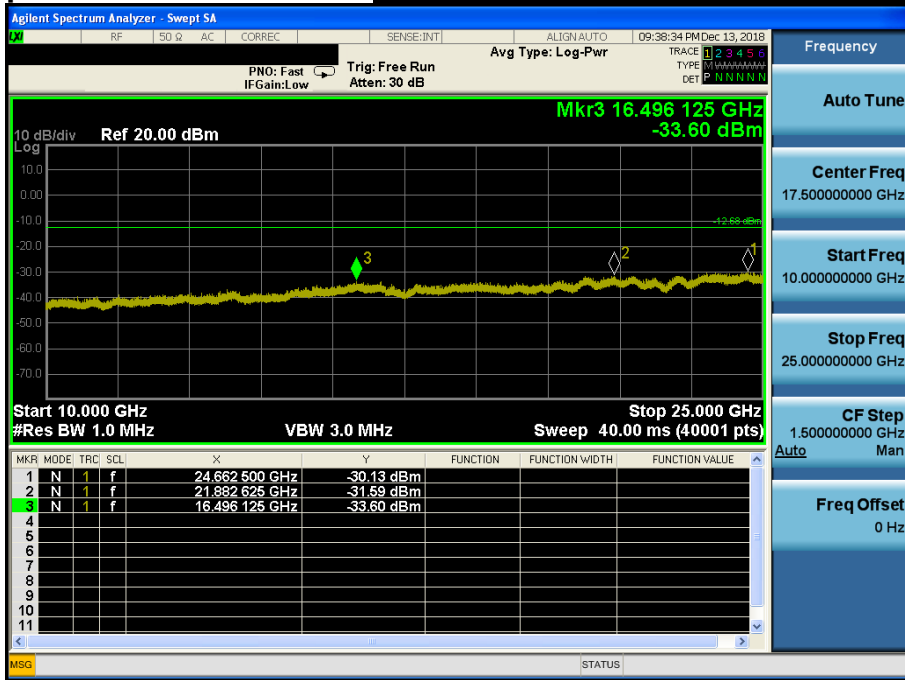 Agilent Spectrum Analyzer - Swept SA
LXI RF 50 Ω AC CORREC SENSE:INT ALIGN AUTO 09:38:34 PM Dec 13, 2018
Frequency
Avg Type: Log-Pwr
TRACE 1 2 3 4 5 6
PNO: Fast Trig: Free Run
TYPE M WWWWW
IFGain:Low Atten: 30 dB
DET P N N N N N
Auto Tune
Mkr3 16.496 125 GHz
-33.60 dBm
10 dB/div Ref 20.00 dBm
Log
10.0
0.00
-10.0
-12.68 dBm
-20.0
-30.0
-40.0
-50.0
-60.0
-70.0
3
2
1
Center Freq
17.500000000 GHz
Start Freq
10.000000000 GHz
Stop Freq
25.000000000 GHz
Start 10.000 GHz Stop 25.000 GHz
#Res BW 1.0 MHz VBW 3.0 MHz Sweep 40.00 ms (40001 pts)
CF Step
1.500000000 GHz
Auto Man
MKR MODE TRC SCL X Y FUNCTION FUNCTION WIDTH FUNCTION VALUE
1 N 1 f 24.662 500 GHz -30.13 dBm
2 N 1 f 21.882 625 GHz -31.59 dBm
3 N 1 f 16.496 125 GHz -33.60 dBm
4
5
6
7
8
9
10
11
Freq Offset
0 Hz
MSG STATUS